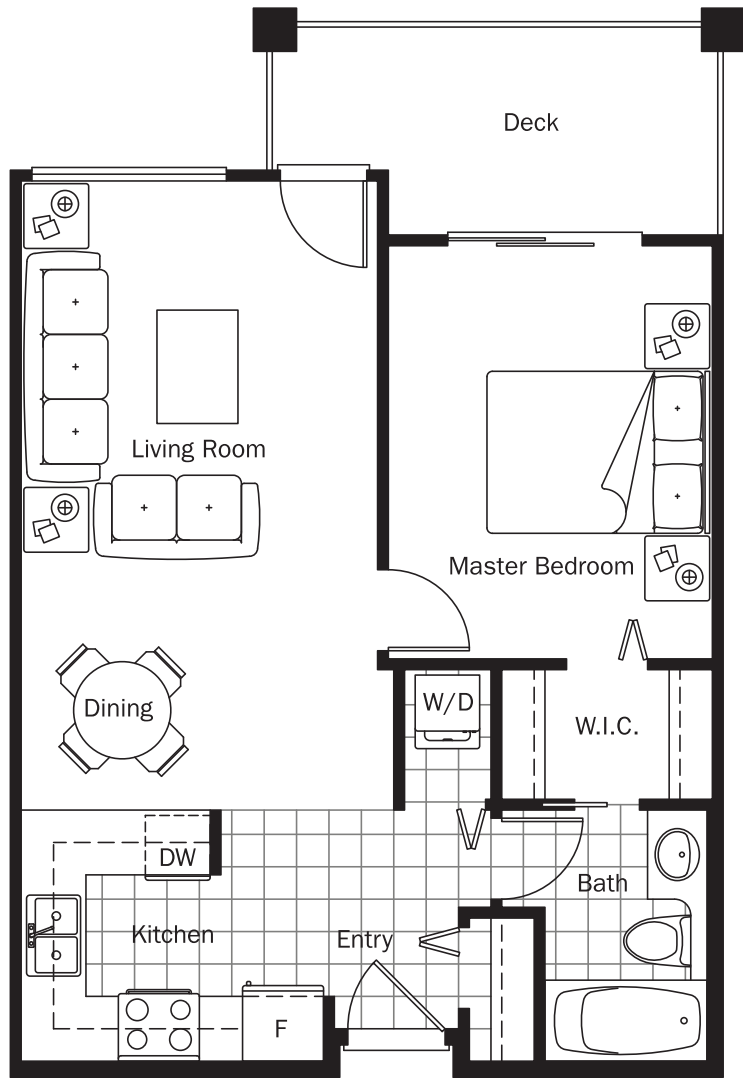 Deck
Living Room
Master Bedroom
W/D
Dining
W.I.C.
DW
Bath
Kitchen
Entry
F